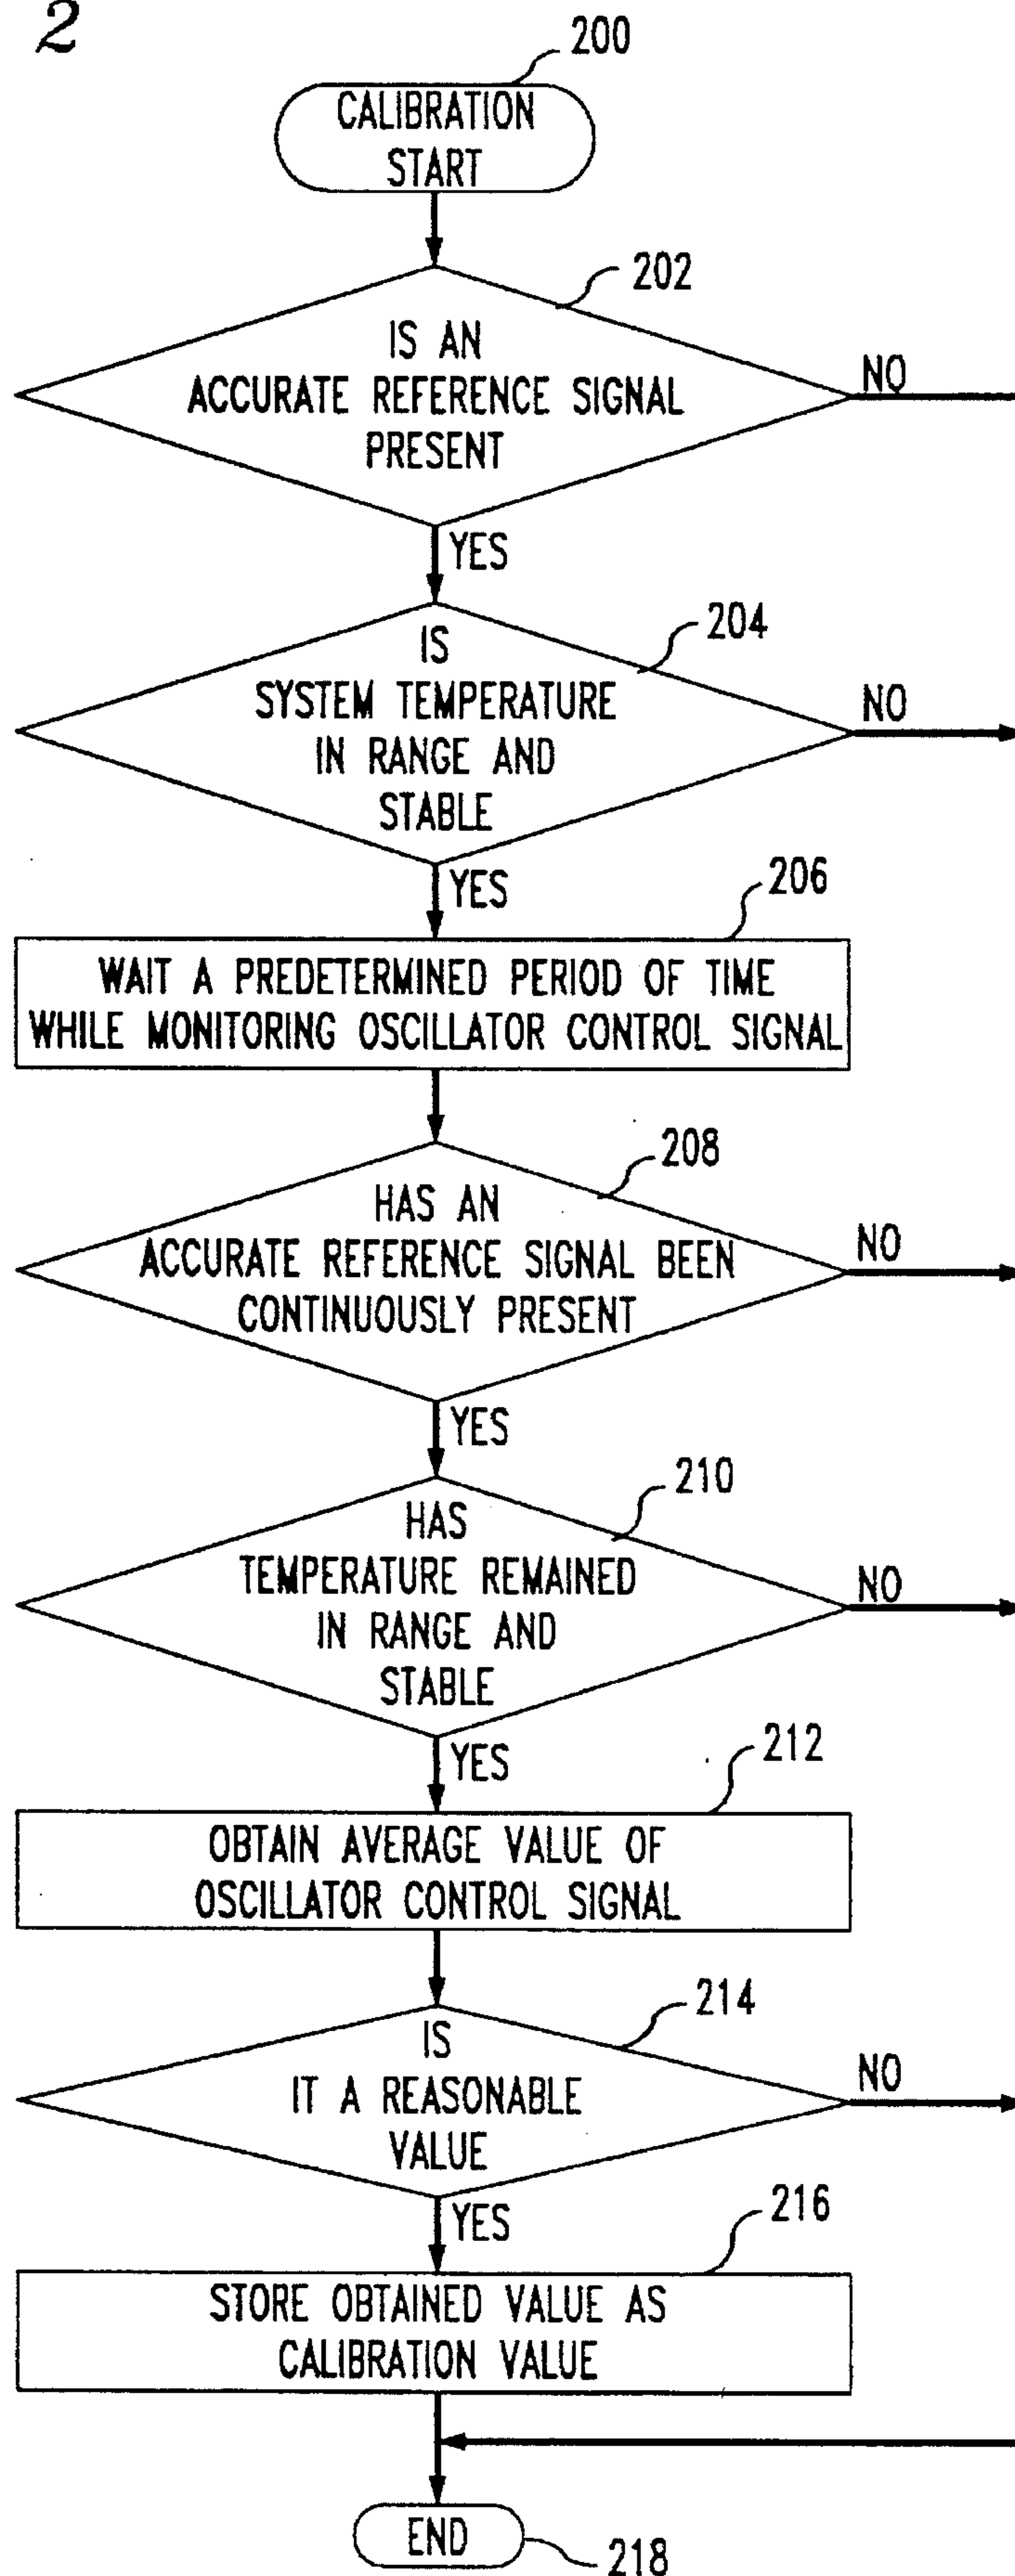 2
200
CALIBRATION
START
202
IS AN
ACCURATE REFERENCE SIGNAL
PRESENT
NO
YES
204
IS
SYSTEM TEMPERATURE
IN RANGE AND
STABLE
NO
YES
206
WAIT A PREDETERMINED PERIOD OF TIME
WHILE MONITORING OSCILLATOR CONTROL SIGNAL
208
HAS AN
ACCURATE REFERENCE SIGNAL BEEN
CONTINUOUSLY PRESENT
NO
YES
210
HAS
TEMPERATURE REMAINED
IN RANGE AND
STABLE
NO
YES
212
OBTAIN AVERAGE VALUE OF
OSCILLATOR CONTROL SIGNAL
214
IS
IT A REASONABLE
VALUE
NO
YES
216
STORE OBTAINED VALUE AS
CALIBRATION VALUE
END
218